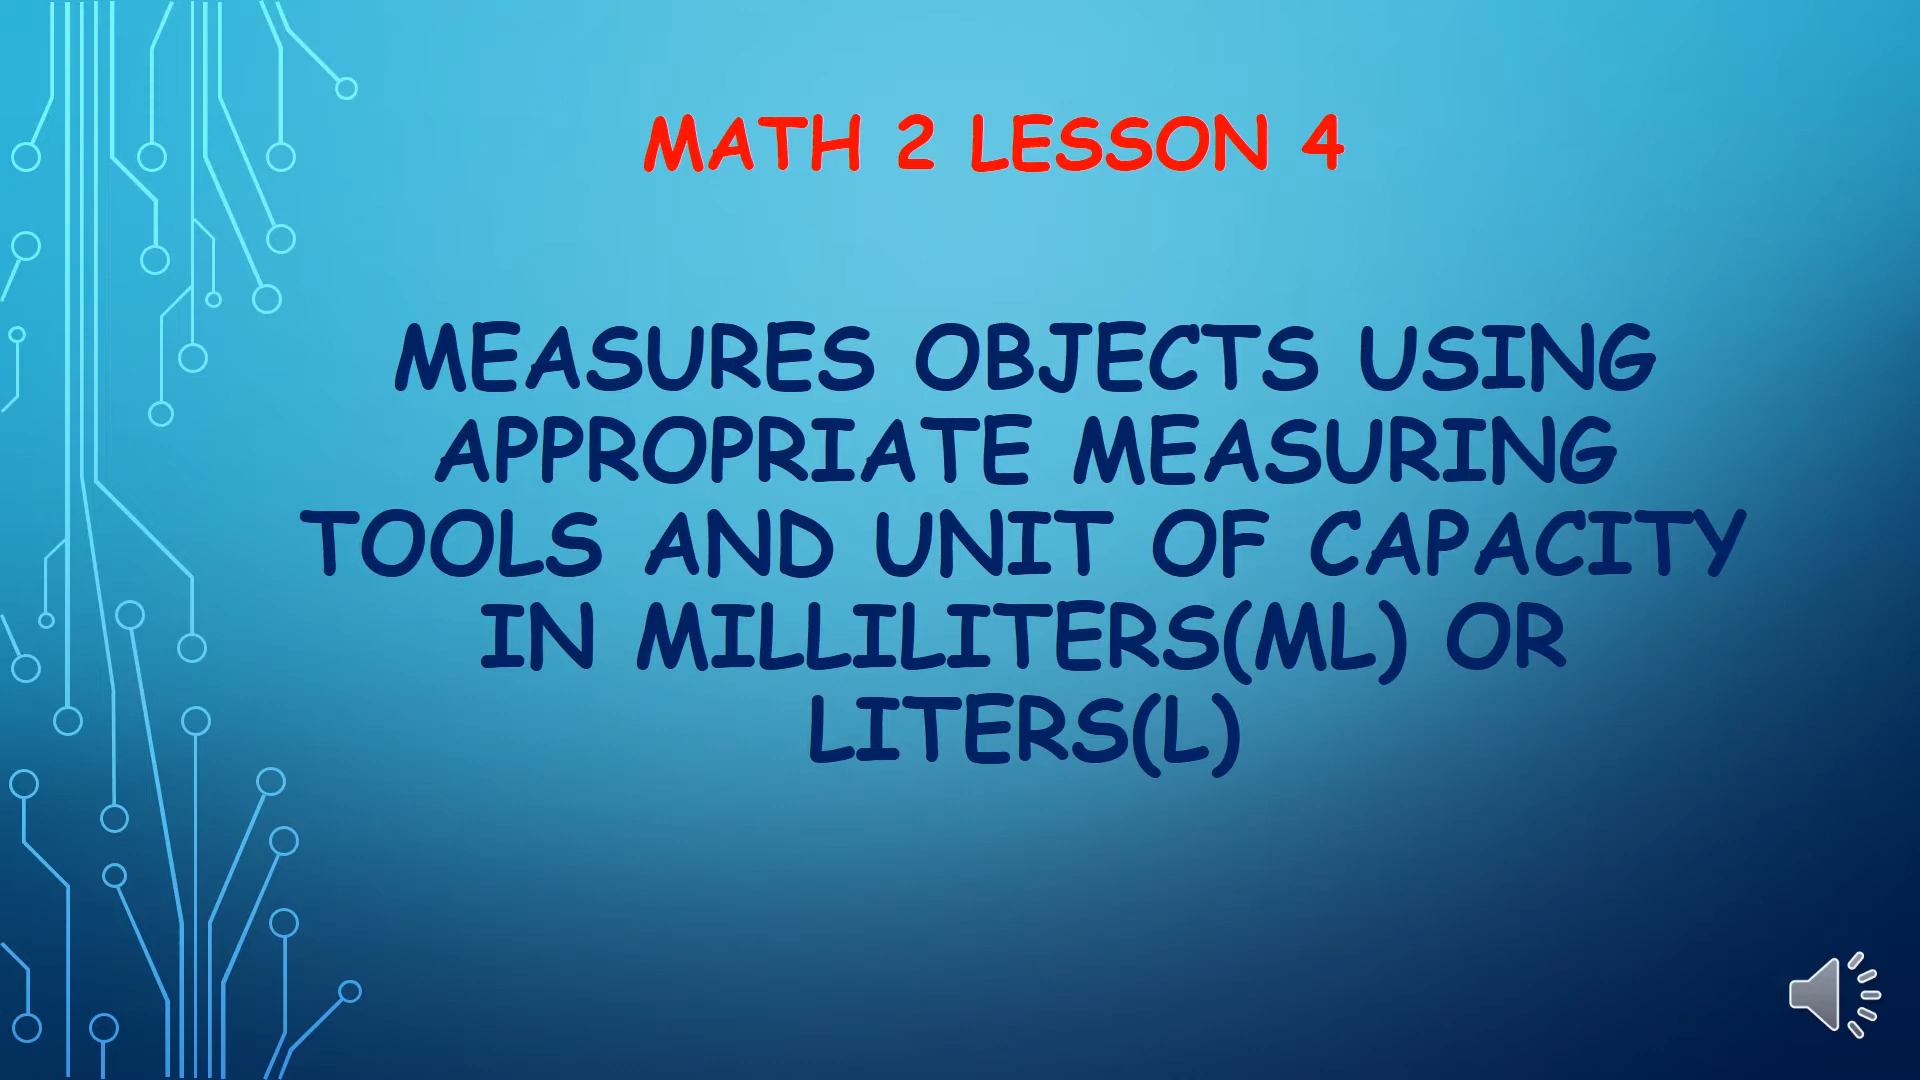 MATH 2 LESSON 4
MEASURES OBJECTS USING
APPROPRIATE MEASURING
TOOLS AND UNIT OF CAPACITY
IN MILLILITERS(ML) OR
LITERS(L)